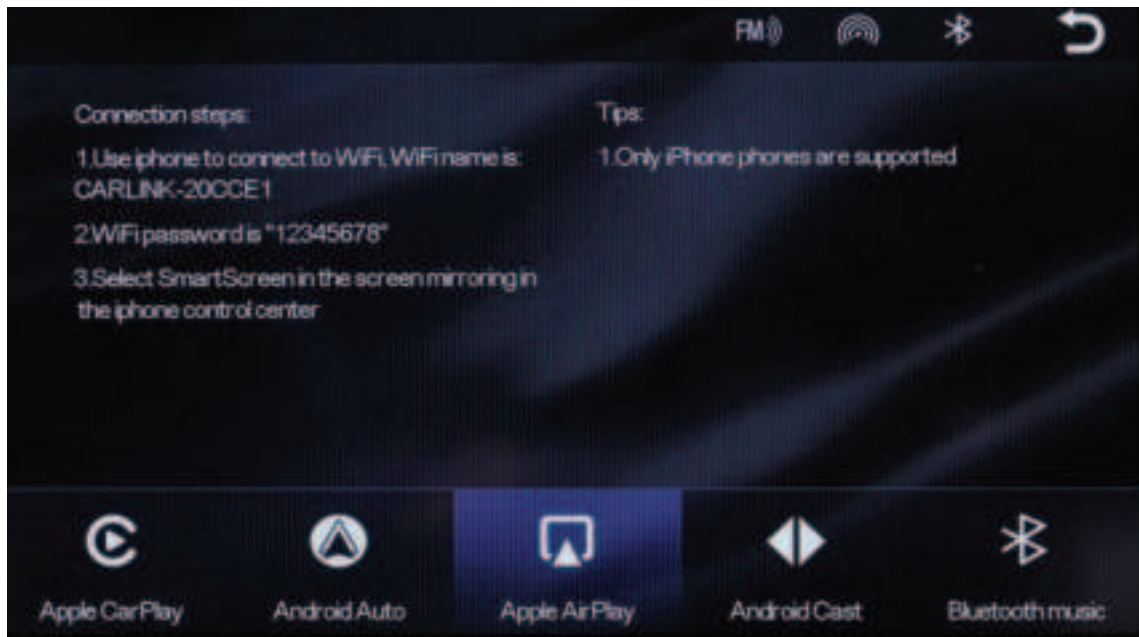 FM
Connection steps:
1.Use iphone to connect to WiFi, WiFi name is:
CARLINK-20CCE1
2.WiFi password is "12345678"
3.Select SmartScreen in the screen mirroring in
the iphone control center
Tips:
1.Only iPhone phones are supported
Apple CarPlay
Android Auto
Apple AirPlay
Android Cast
Bluetooth music